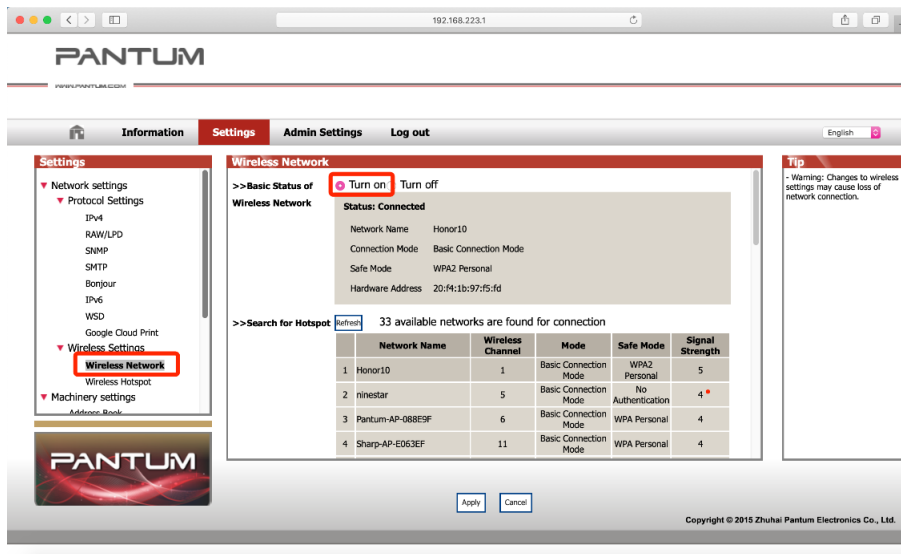 192.168.223.1
PANTUM
WWW.PANTUM.COM
Information Settings Admin Settings Log out
English
Settings
Network settings
Protocol Settings
IPv4
RAW/LPD
SNMP
SMTP
Bonjour
IPv6
WSD
Google Cloud Print
Wireless Settings
Wireless Network
Wireless Hotspot
Machinery settings
Address Book
PANTUM
Wireless Network
>>Basic Status of Wireless Network
Turn on Turn off
Status: Connected
Network Name Honor10
Connection Mode Basic Connection Mode
Safe Mode WPA2 Personal
Hardware Address 20:f4:1b:97:f5:fd
>>Search for Hotspot Refresh 33 available networks are found for connection
Network Name Wireless Channel Mode Safe Mode Signal Strength
1 Honor10 1 Basic Connection Mode WPA2 Personal 5
2 ninestar 5 Basic Connection Mode No Authentication 4
3 Pantum-AP-088E9F 6 Basic Connection Mode WPA Personal 4
4 Sharp-AP-E063EF 11 Basic Connection Mode WPA Personal 4
Apply Cancel
Tip
- Warning: Changes to wireless
settings may cause loss of
network connection.
Copyright © 2015 Zhuhai Pantum Electronics Co., Ltd.